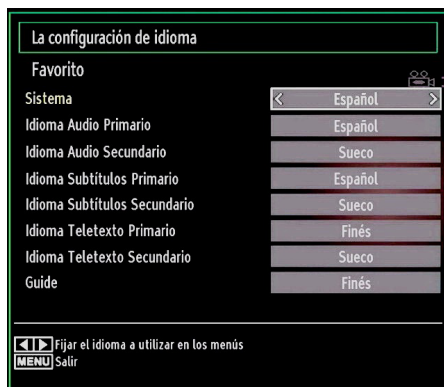 La configuración de idioma
Favorito
Sistema < Español >
Idioma Audio Primario Español
Idioma Audio Secundario Sueco
Idioma Subtítulos Primario Español
Idioma Subtítulos Secundario Sueco
Idioma Teletexto Primario Finés
Idioma Teletexto Secundario Sueco
Guide Finés
Fijar el idioma a utilizar en los menús
MENU Salir